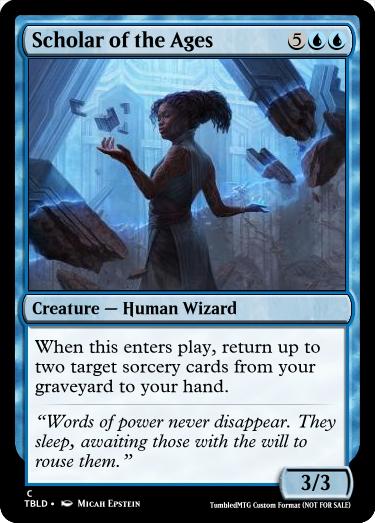 Scholar of the Ages 5
Creature — Human Wizard
When this enters play, return up to
two target sorcery cards from your
graveyard to your hand.
“Words of power never disappear. They
sleep, awaiting those with the will to
rouse them.”
3/3
C
TBLD • Micah Epstein
TumbledMTG Custom Format (NOT FOR SALE)